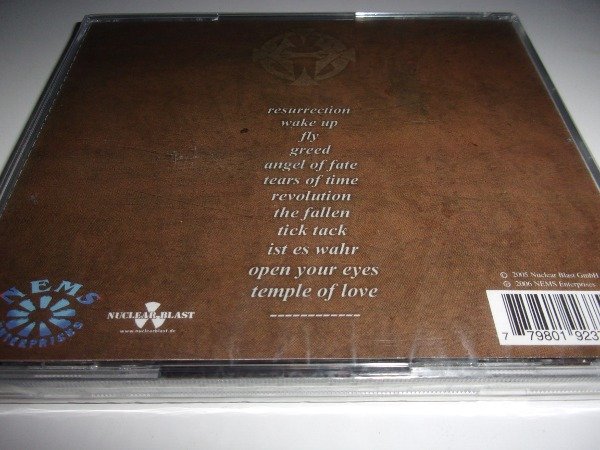 resurrection
wake up
fly
greed
angel of fate
tears of time
revolution
the fallen
tick tack
ist es wahr
open your eyes
temple of love
------------
© 2005 Nuclear Blast GmbH
© 2006 NEMS Enterprises
NEMS
ENTERPRISES
NUCLEAR BLAST
www.nuclearblast.de
7 79801 923